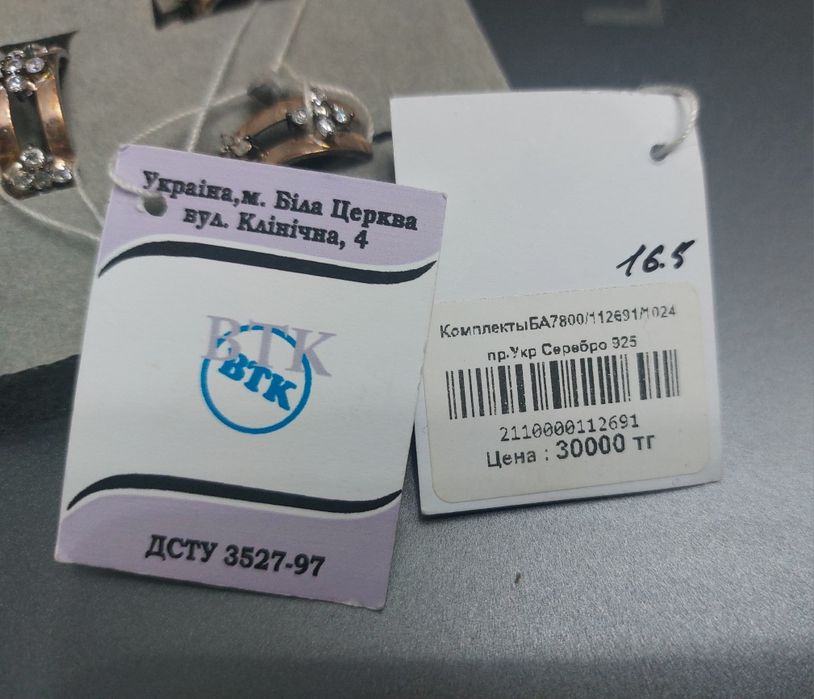 Україна,м. Біла Церква
вул. Клінічна, 4
ВТК
ВТК
ДСТУ 3527-97
16.5
КомплектыБА7800/112691/1024
пр.Укр Серебро 925
2110000112691
Цена : 30000 тг